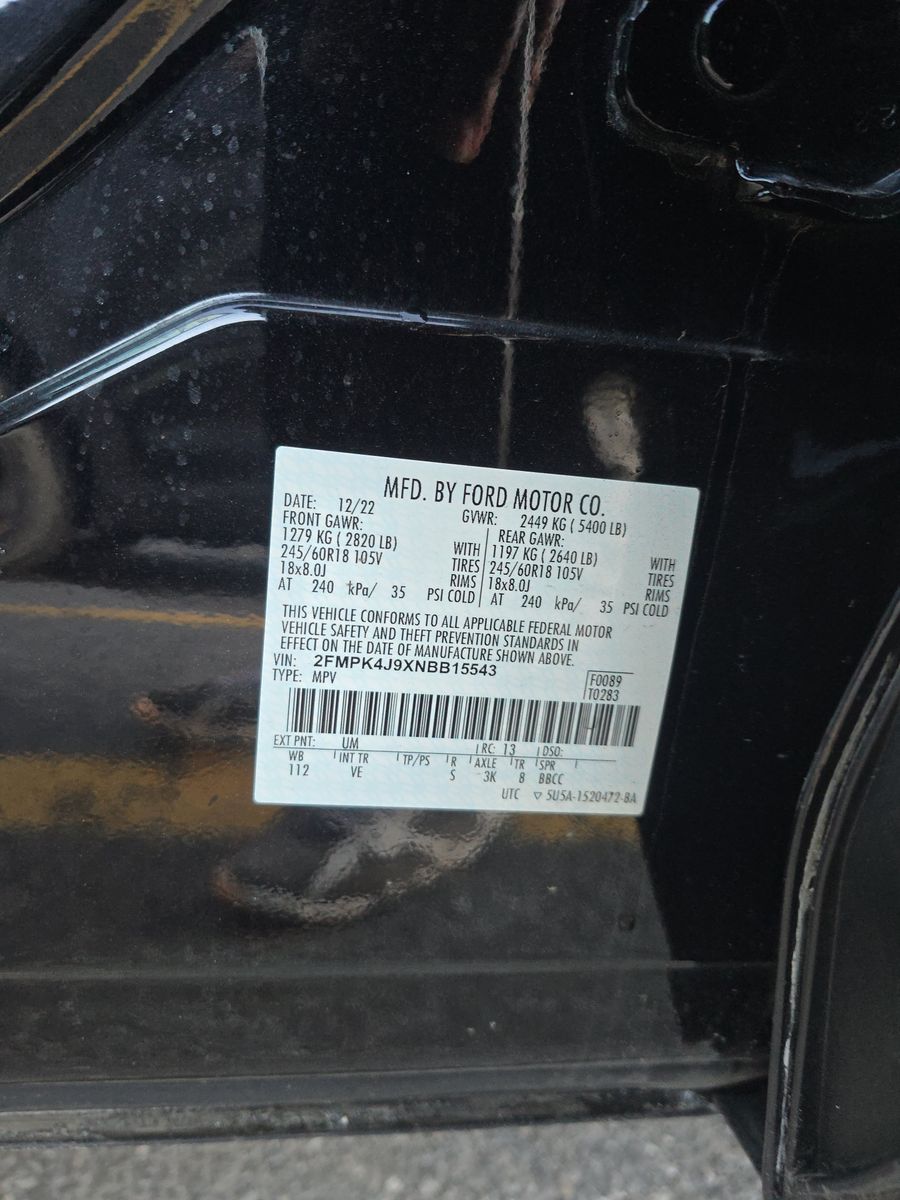 MFD. BY FORD MOTOR CO.
DATE: 12/22 GVWR: 2449 KG ( 5400 LB)
FRONT GAWR: REAR GAWR:
1279 KG ( 2820 LB) WITH 1197 KG ( 2640 LB) WITH
245/60R18 105V TIRES 245/60R18 105V TIRES
18x8.0J RIMS 18x8.0J RIMS
AT 240 kPa/ 35 PSI COLD AT 240 kPa/ 35 PSI COLD
THIS VEHICLE CONFORMS TO ALL APPLICABLE FEDERAL MOTOR
VEHICLE SAFETY AND THEFT PREVENTION STANDARDS IN
EFFECT ON THE DATE OF MANUFACTURE SHOWN ABOVE.
VIN: 2FMPK4J9XNBB15543
TYPE: MPV F0089
T0283
EXT PNT: UM RC: 13 DSO:
WB INT TR TP/PS R AXLE TR SPR
112 VE S 3K 8 BBCC
UTC ▽ 5U5A-1520472-BA